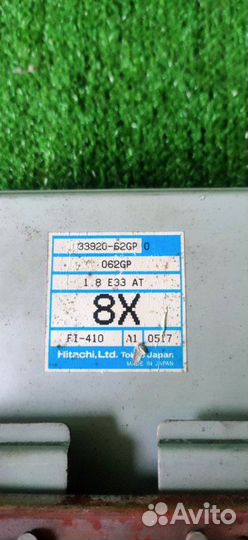 33920-62GP 0
062GP
1.8 E33 AT
8X
FI-410 A1 0517
Hitachi, Ltd. Tokyo Japan
MADE IN JAPAN
Avito